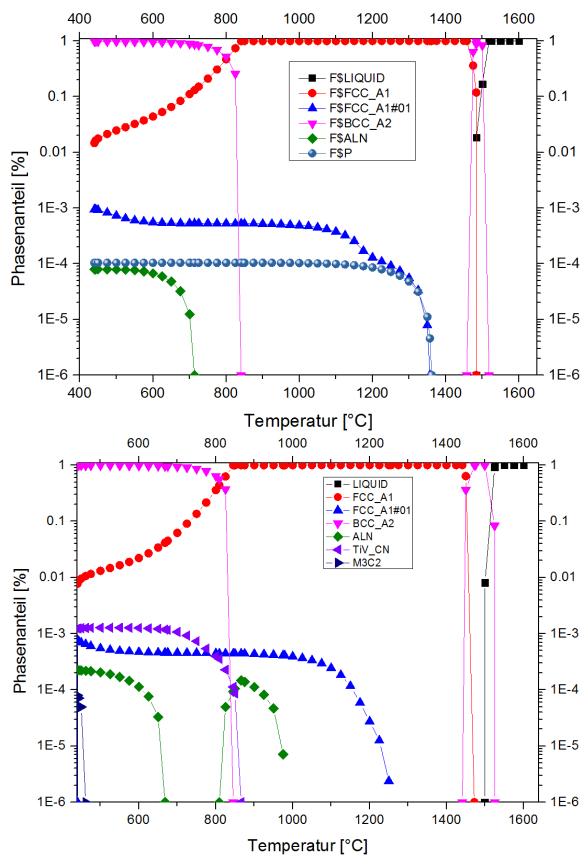 400 600 800 1000 1200 1400 1600
1 1
0.1 0.1
0.01 0.01
1E-3 1E-3
1E-4 1E-4
1E-5 1E-5
1E-6 1E-6
Phasenanteil [%]
F$LIQUID
F$FCC_A1
F$FCC_A1#01
F$BCC_A2
F$ALN
F$P
400 600 800 1000 1200 1400 1600
Temperatur [°C]
600 800 1000 1200 1400 1600
1 1
0.1 0.1
0.01 0.01
1E-3 1E-3
1E-4 1E-4
1E-5 1E-5
1E-6 1E-6
Phasenanteil [%]
LIQUID
FCC_A1
FCC_A1#01
BCC_A2
ALN
TiV_CN
M3C2
600 800 1000 1200 1400 1600
Temperatur [°C]